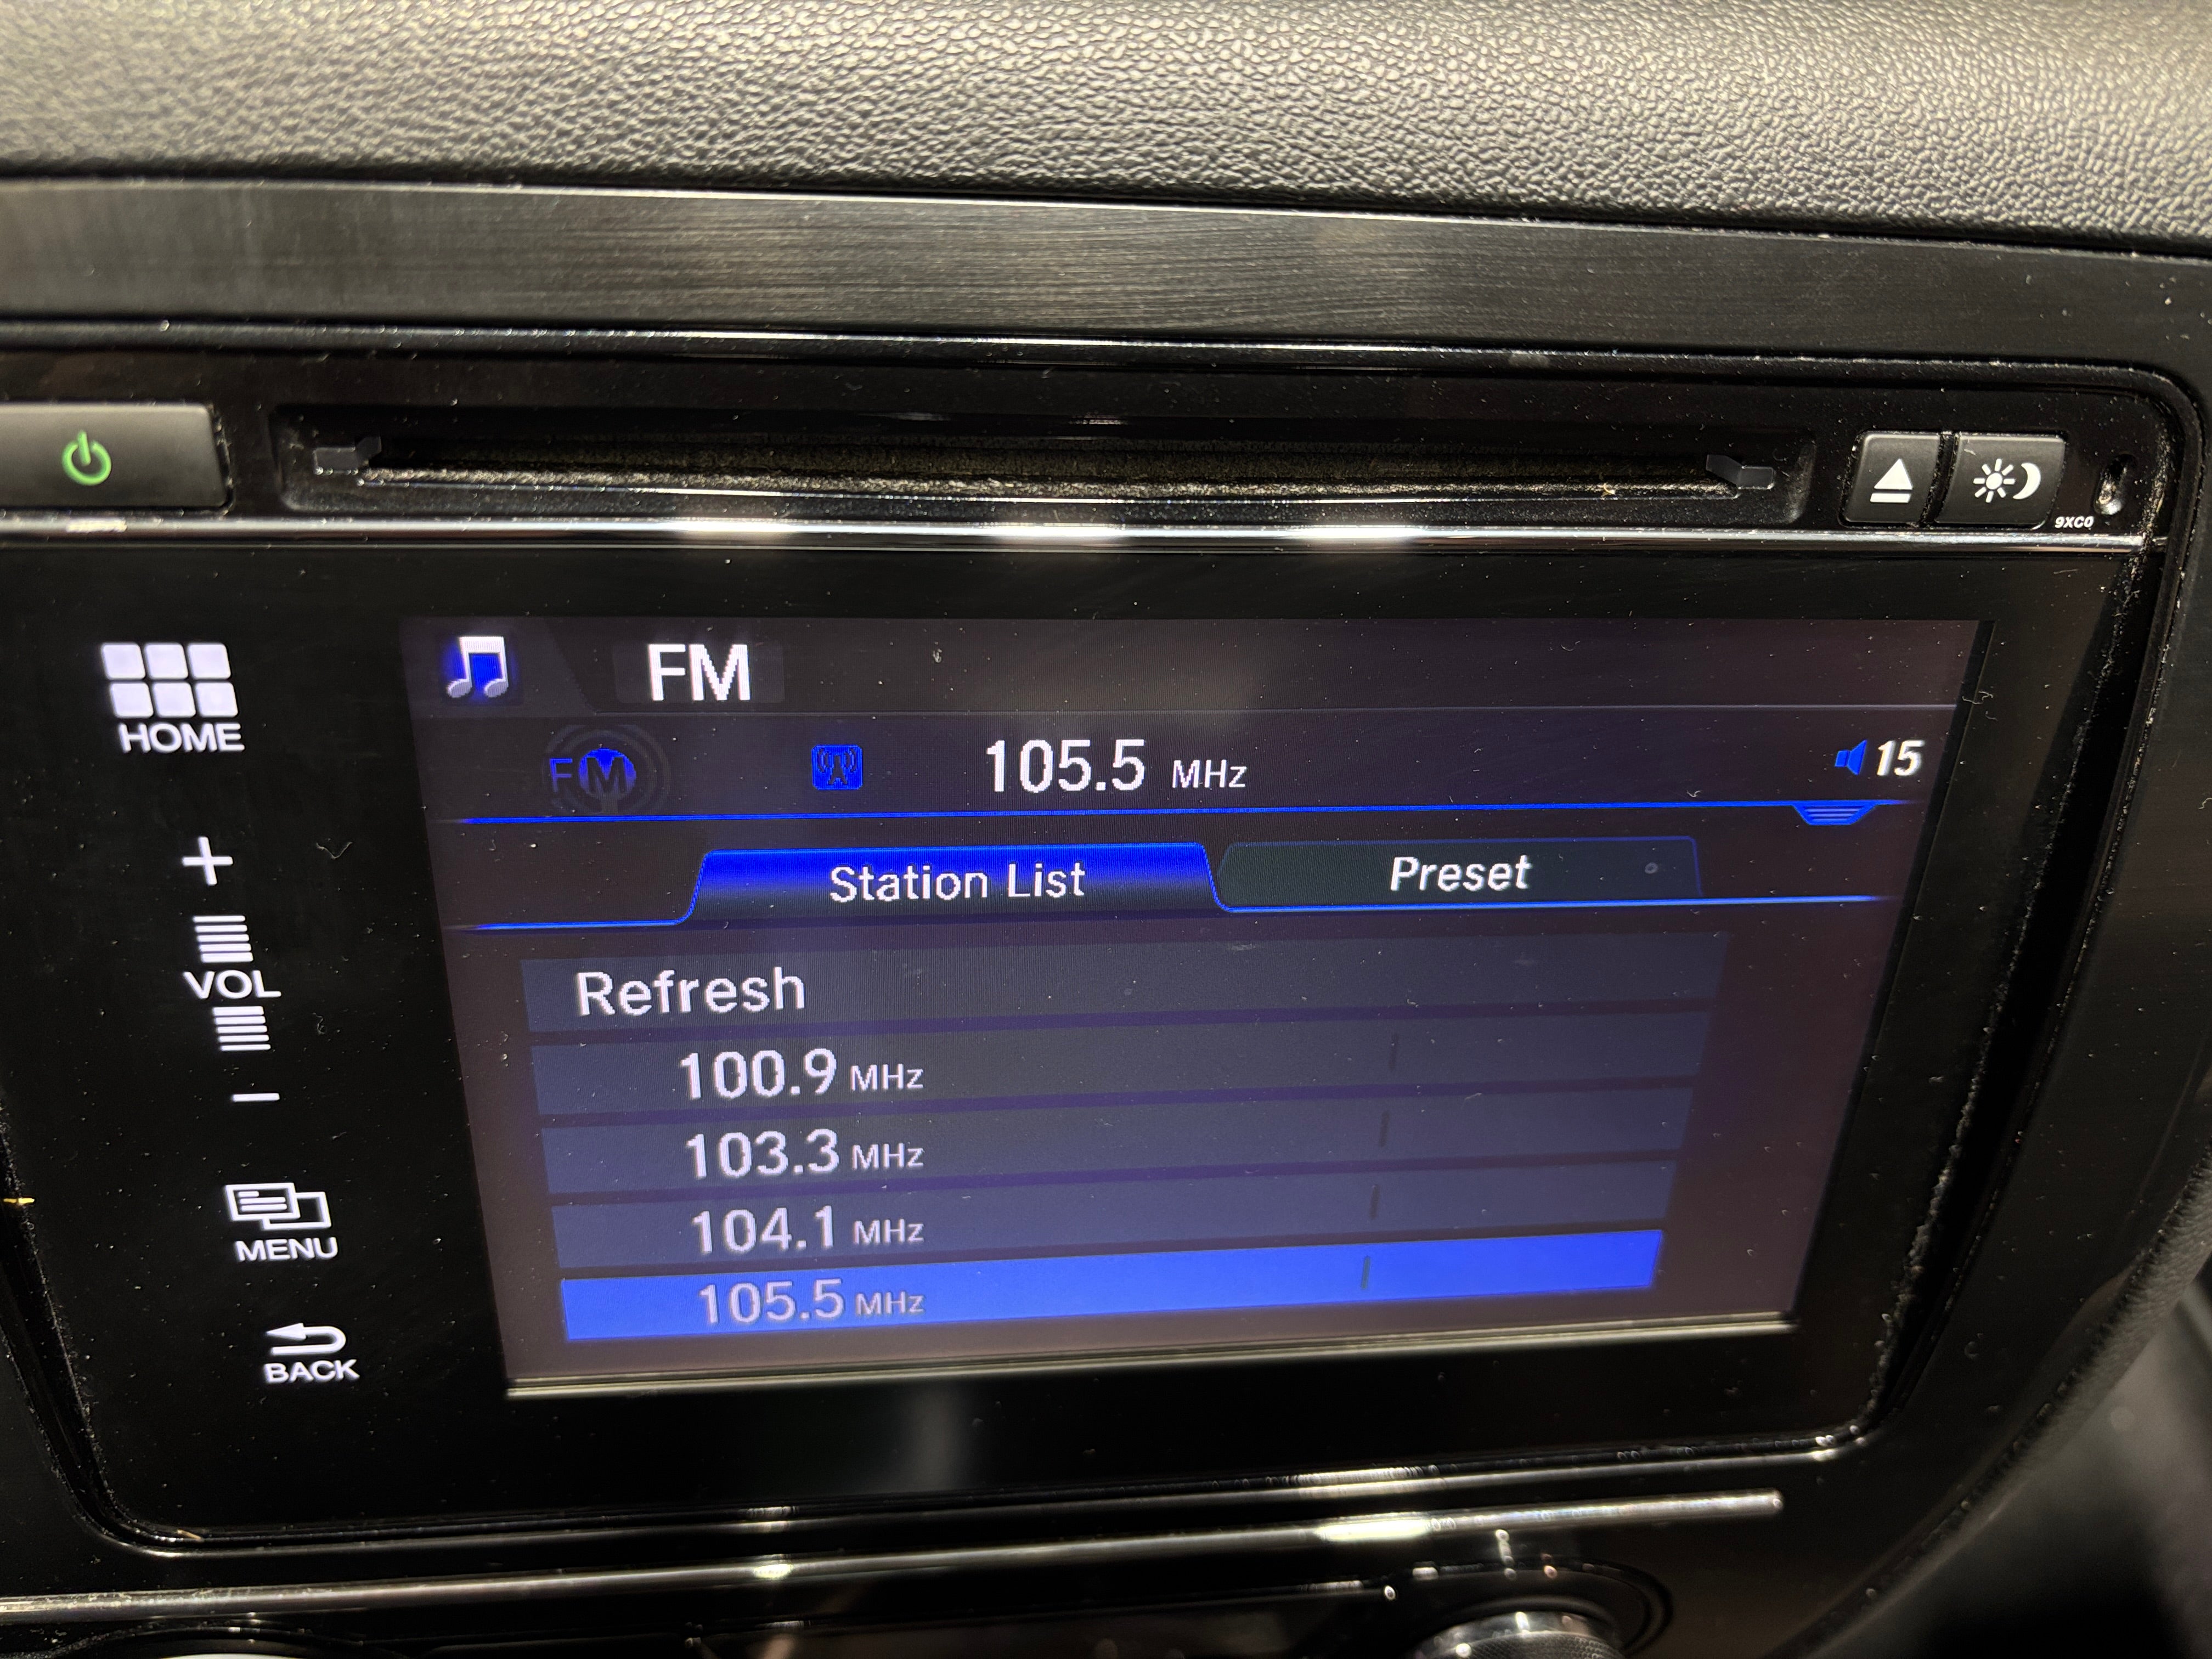 9XC0
HOME
FM
FM 105.5 MHz 15
+
VOL
-
Station List Preset
Refresh
100.9 MHz
103.3 MHz
104.1 MHz
105.5 MHz
MENU
BACK